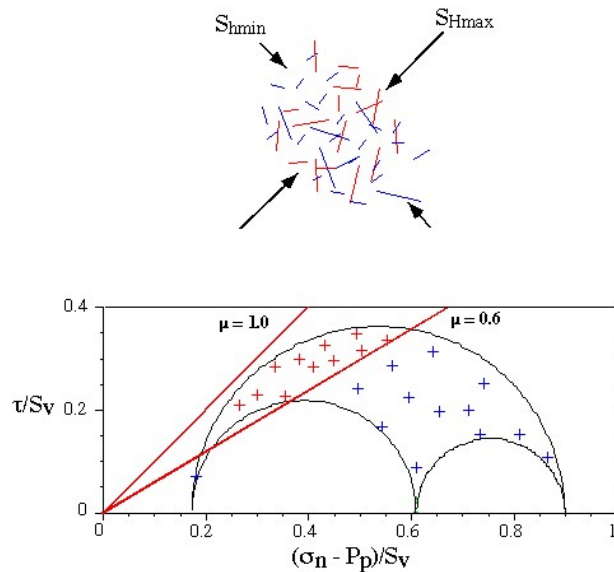 Shmin
SHmax
0.4
μ = 1.0
μ = 0.6
τ/Sv
0.2
0
0
0.2
0.4
0.6
0.8
1
(σn - Pp)/Sv